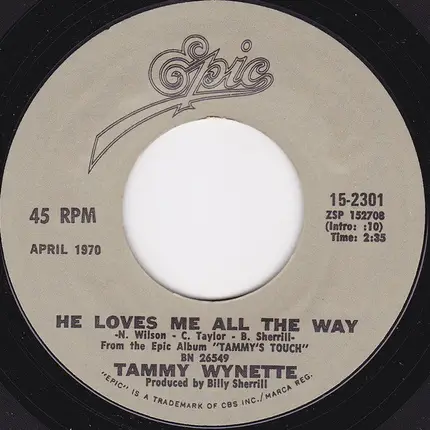 Epic
45 RPM
APRIL 1970
15-2301
ZSP 152708
(Intro: :10)
Time: 2:35
HE LOVES ME ALL THE WAY
-N. Wilson - C. Taylor - B. Sherrill-
From the Epic Album "TAMMY'S TOUCH"
BN 26549
TAMMY WYNETTE
Produced by Billy Sherrill
"EPIC" IS A TRADEMARK OF CBS INC./MARCA REG.